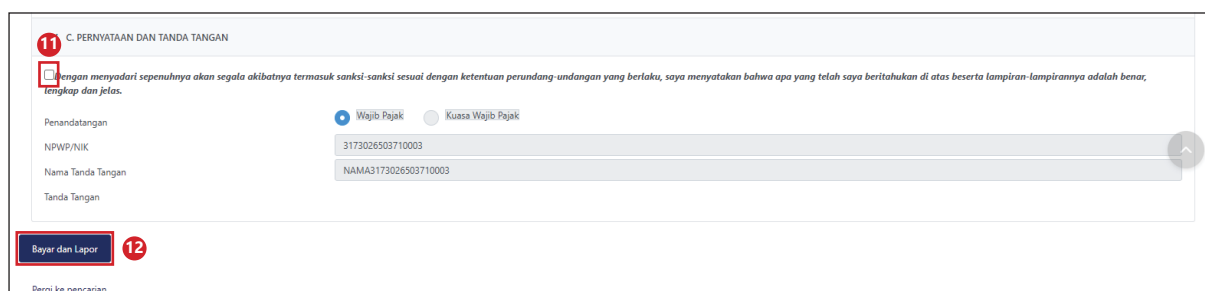 11 C. PERNYATAAN DAN TANDA TANGAN
Dengan menyadari sepenuhnya akan segala akibatnya termasuk sanksi-sanksi sesuai dengan ketentuan perundang-undangan yang berlaku, saya menyatakan bahwa apa yang telah saya beritahukan di atas beserta lampiran-lampirannya adalah benar,
lengkap dan jelas.
Penandatangan Wajib Pajak Kuasa Wajib Pajak
NPWP/NIK 3173026503710003
Nama Tanda Tangan NAMA3173026503710003
Tanda Tangan
Bayar dan Lapor 12
Pergi ke pencarian